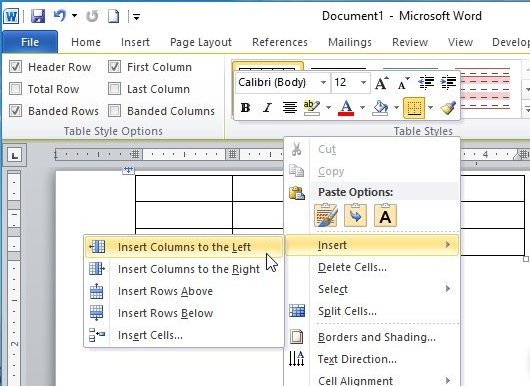 W
Document1 - Microsoft Word
File Home Insert Page Layout References Mailings Review View Develop
Header Row First Column
Total Row Last Column
Banded Rows Banded Columns
Table Style Options
Calibri (Body) 12 A A
B I ab A
Table Styles
L
1 4
Cut
Copy
Paste Options:
A
Insert
Insert Columns to the Left
Insert Columns to the Right
Insert Rows Above
Insert Rows Below
Insert Cells...
Delete Cells...
Select
Split Cells...
Borders and Shading...
Text Direction...
Cell Alignment
2